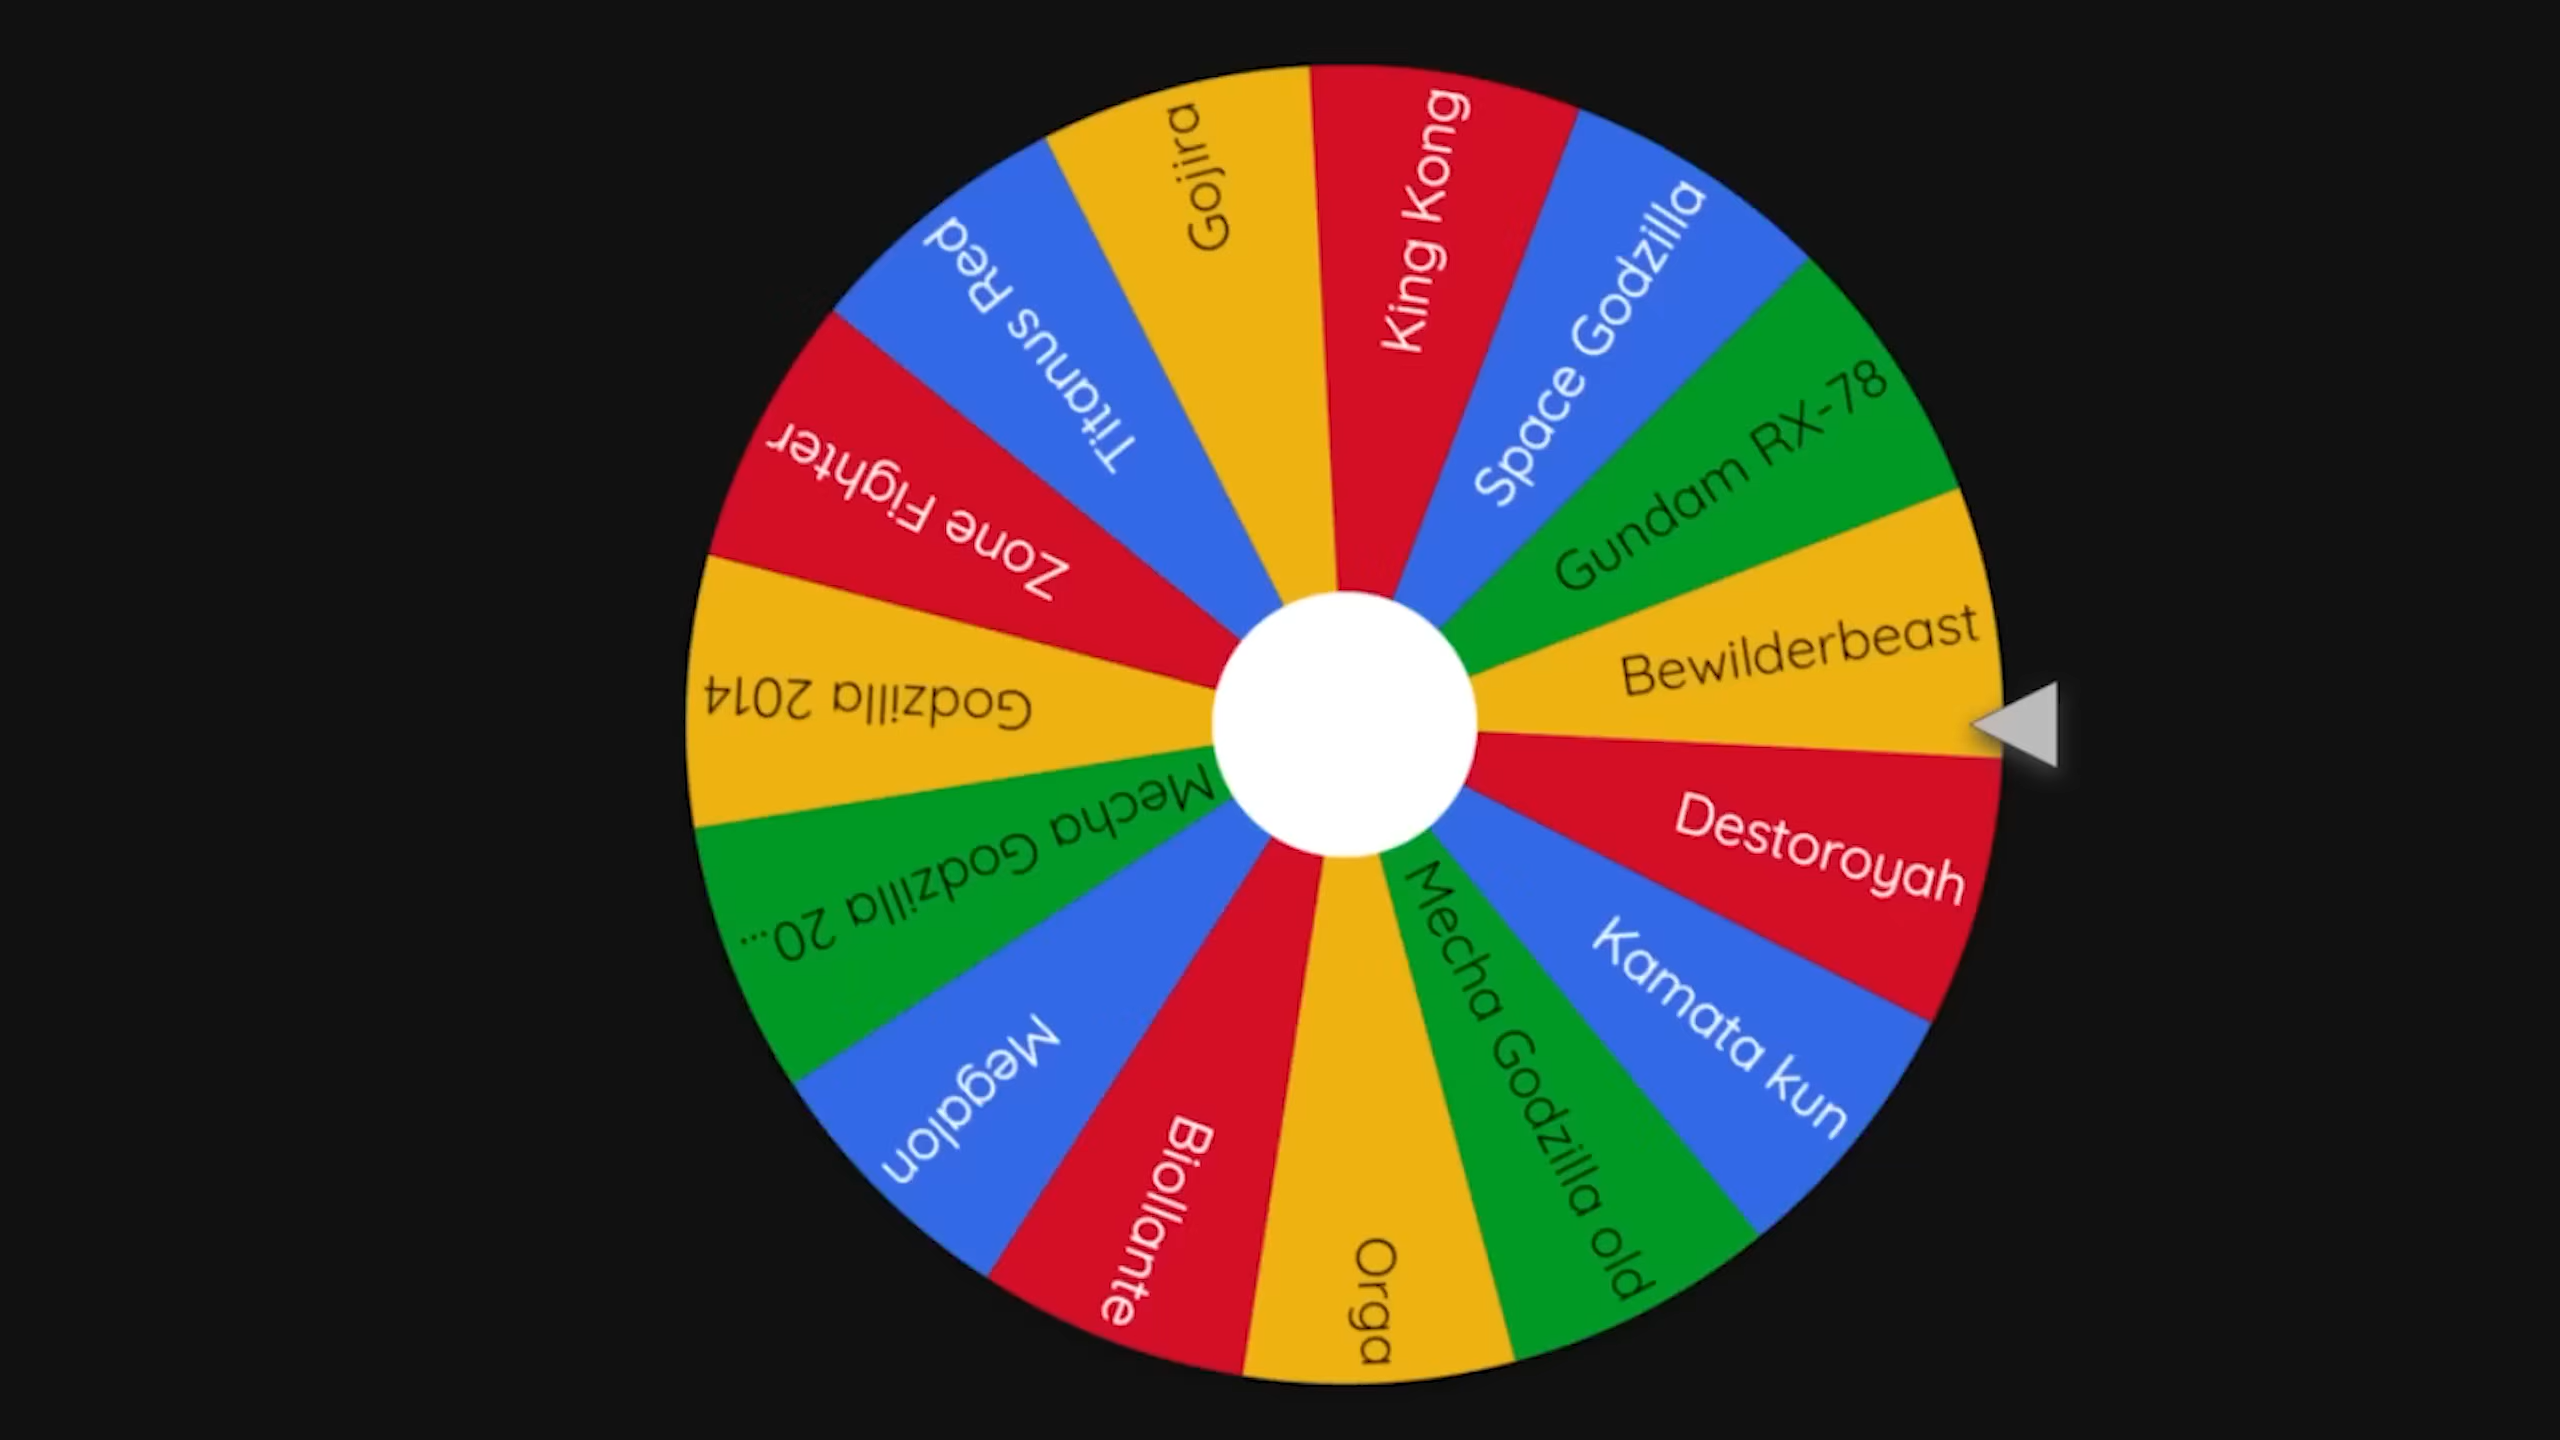 Gojira
King Kong
Space Godzilla
Gundam RX-78
Bewilderbeast
Destoroyah
Kamata kun
Mecha Godzilla old
Orga
Biollante
Megalon
Mecha Godzilla 20...
Godzilla 2014
Zone Fighter
Titanus Red